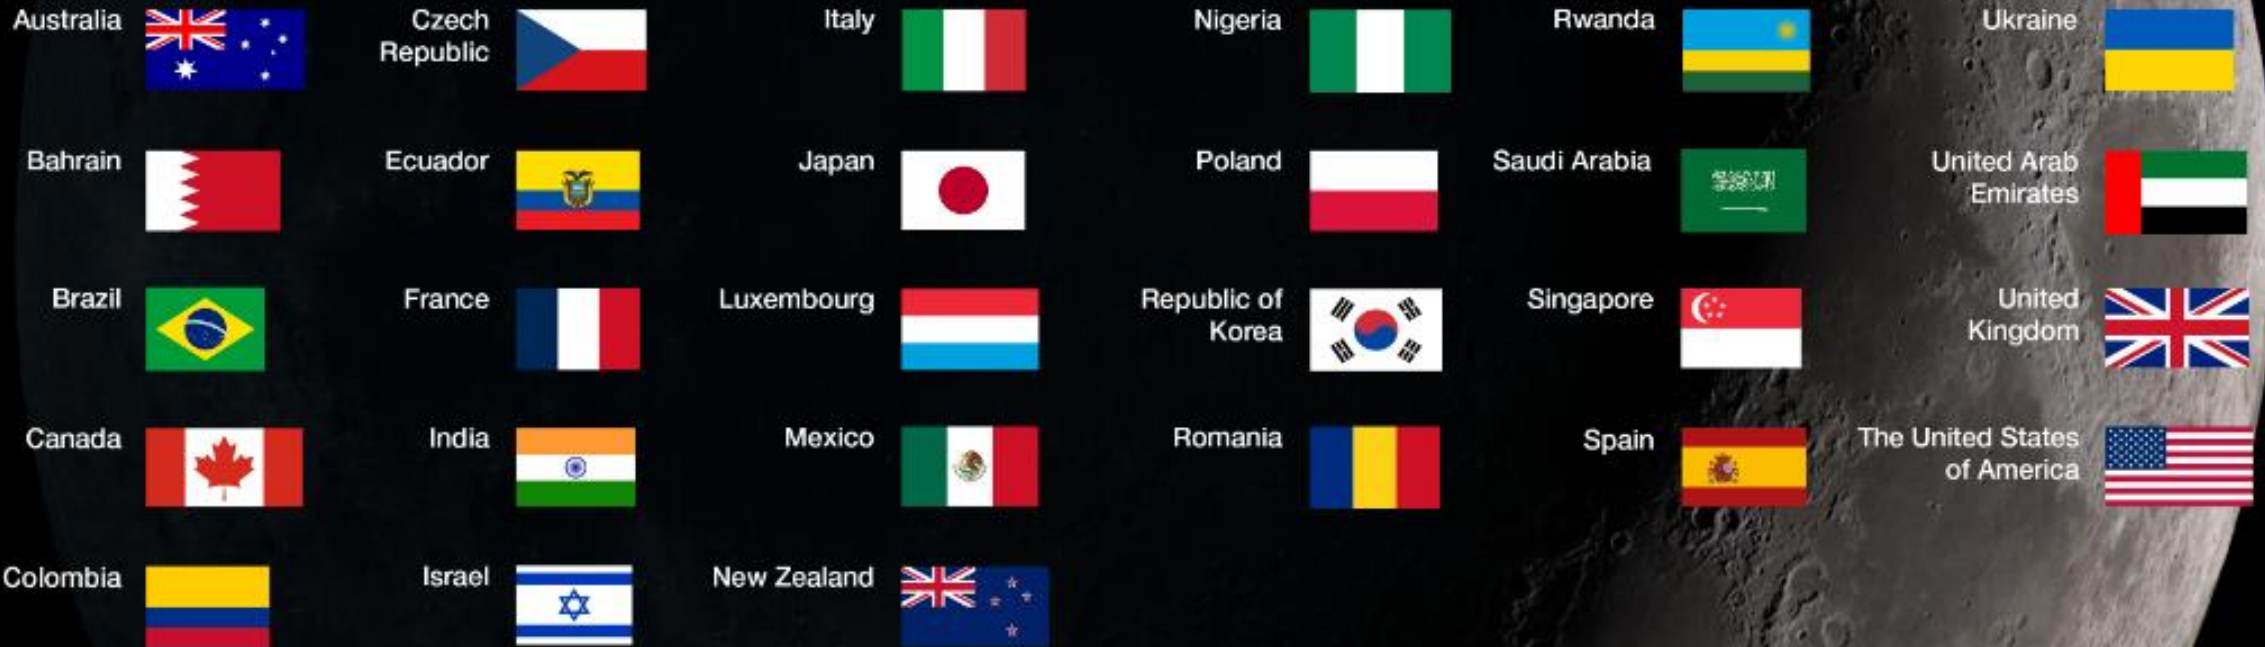 Australia
Czech
Republic
Italy
Nigeria
Rwanda
Ukraine
Bahrain
Ecuador
Japan
Poland
Saudi Arabia
United Arab
Emirates
Brazil
France
Luxembourg
Republic of
Korea
Singapore
United
Kingdom
Canada
India
Mexico
Romania
Spain
The United States
of America
Colombia
Israel
New Zealand